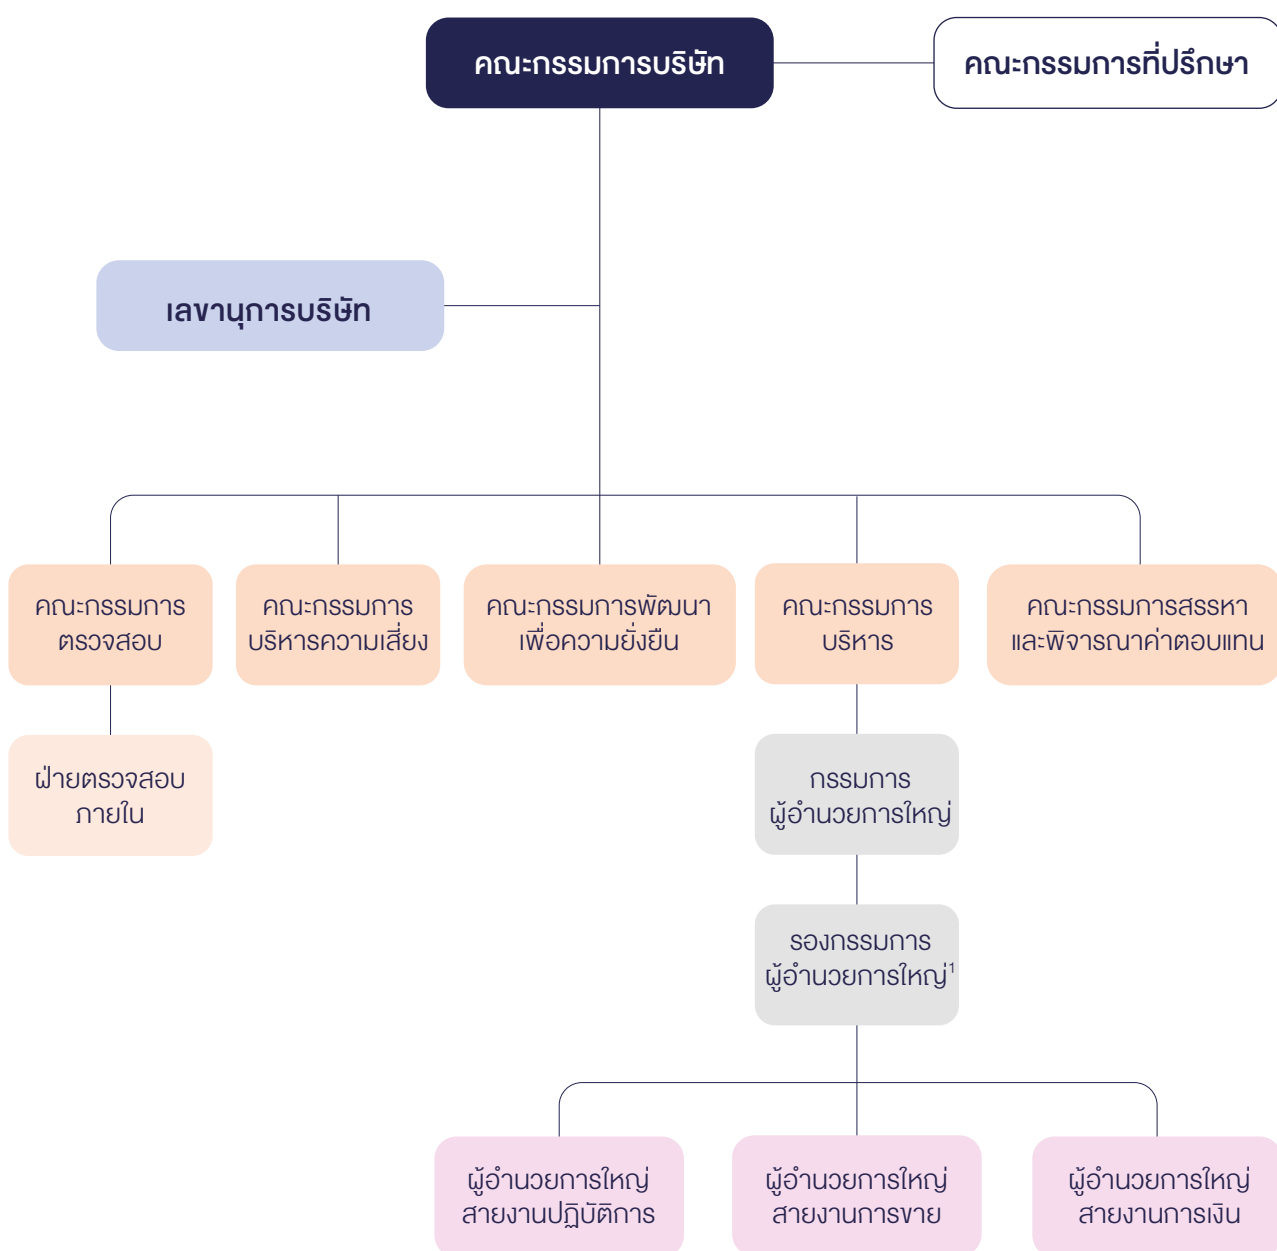 คณะกรรมการบริษัท
คณะกรรมการที่ปรึกษา
เลขานุการบริษัท
คณะกรรมการ
ตรวจสอบ
คณะกรรมการ
บริหารความเสี่ยง
คณะกรรมการพัฒนา
เพื่อความยั่งยืน
คณะกรรมการ
บริหาร
คณะกรรมการสรรหา
และพิจารณาค่าตอบแทน
ฝ่ายตรวจสอบ
ภายใน
กรรมการ
ผู้อำนวยการใหญ่
รองกรรมการ
ผู้อำนวยการใหญ่¹
ผู้อำนวยการใหญ่
สายงานปฏิบัติการ
ผู้อำนวยการใหญ่
สายงานการขาย
ผู้อำนวยการใหญ่
สายงานการเงิน